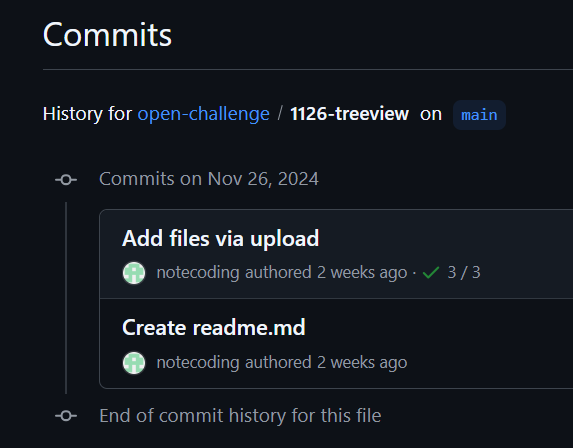 Commits
History for open-challenge / 1126-treeview on main
Commits on Nov 26, 2024
Add files via upload
notecoding authored 2 weeks ago · ✓ 3 / 3
Create readme.md
notecoding authored 2 weeks ago
End of commit history for this file